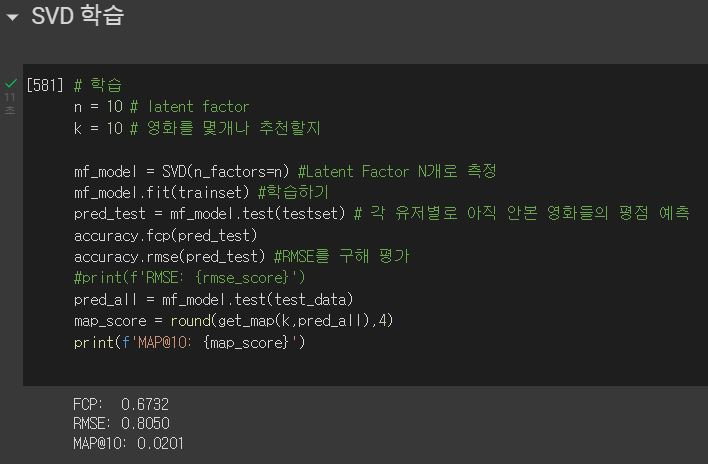 SVD 학습
[581] # 학습
n = 10 # latent factor
k = 10 # 영화를 몇개나 추천할지
11
초
mf_model = SVD(n_factors=n) #Latent Factor N개로 측정
mf_model.fit(trainset) #학습하기
pred_test = mf_model.test(testset) # 각 유저별로 아직 안본 영화들의 평점 예측
accuracy.fcp(pred_test)
accuracy.rmse(pred_test) #RMSE를 구해 평가
#print(f'RMSE: {rmse_score}')
pred_all = mf_model.test(test_data)
map_score = round(get_map(k,pred_all),4)
print(f'MAP@10: {map_score}')
FCP:  0.6732
RMSE: 0.8050
MAP@10: 0.0201